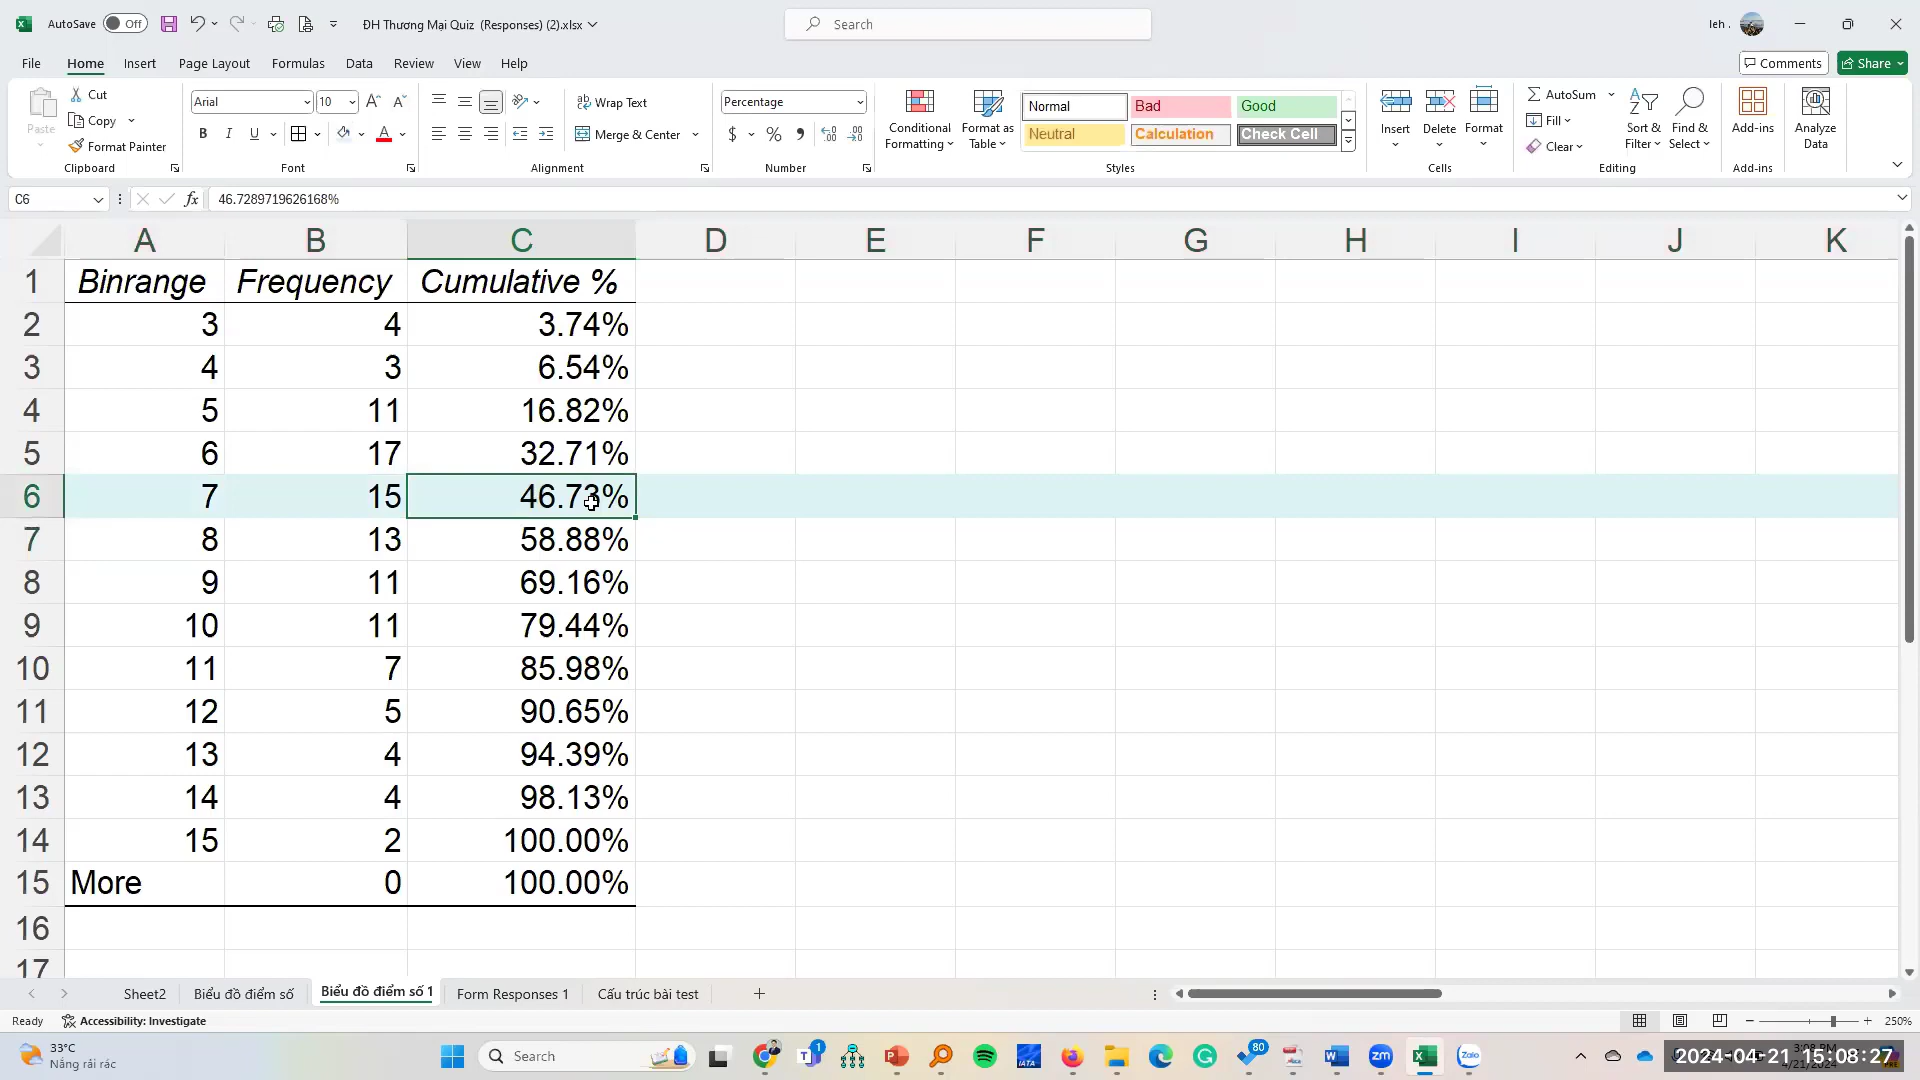 AutoSave Off ĐH Thương Mại Quiz (Responses) (2).xlsx Search leh .
File Home Insert Page Layout Formulas Data Review View Help Comments Share
Paste Cut Copy Format Painter Clipboard
Arial 10 B I U A Font
Wrap Text Merge & Center Alignment
Percentage $ % , Number
Conditional Formatting Format as Table
Normal Bad Good
Neutral Calculation Check Cell
Styles
Insert Delete Format Cells
AutoSum Fill Clear Sort & Filter Find & Select Editing
Add-ins Add-ins
Analyze Data
C6 fx 46.7289719626168%
A B C D E F G H I J K
1 Binrange Frequency Cumulative %
2 3 4 3.74%
3 4 3 6.54%
4 5 11 16.82%
5 6 17 32.71%
6 7 15 46.73%
7 8 13 58.88%
8 9 11 69.16%
9 10 11 79.44%
10 11 7 85.98%
11 12 5 90.65%
12 13 4 94.39%
13 14 4 98.13%
14 15 2 100.00%
15 More 0 100.00%
16
17
Sheet2 Biểu đồ điểm số Biểu đồ điểm số 1 Form Responses 1 Cấu trúc bài test
Ready Accessibility: Investigate 250%
33°C
Nắng rải rác
Search
1
IATA
80
zm
Zalo
2024-04-21 15:08:27